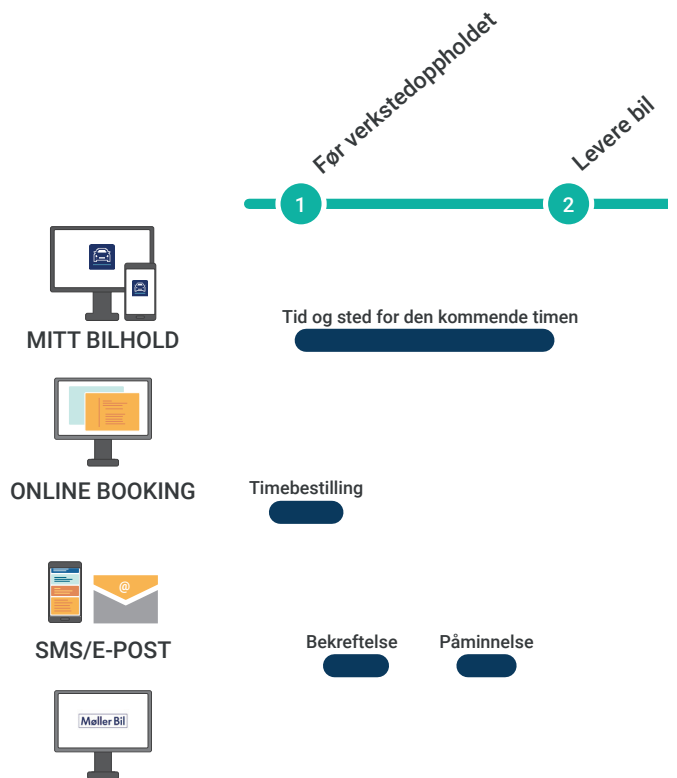 Før verkstedoppholdet
Levere bil
1
2
MITT BILHOLD
Tid og sted for den kommende timen
ONLINE BOOKING
Timebestilling
@
SMS/E-POST
Bekreftelse
Påminnelse
Møller Bil